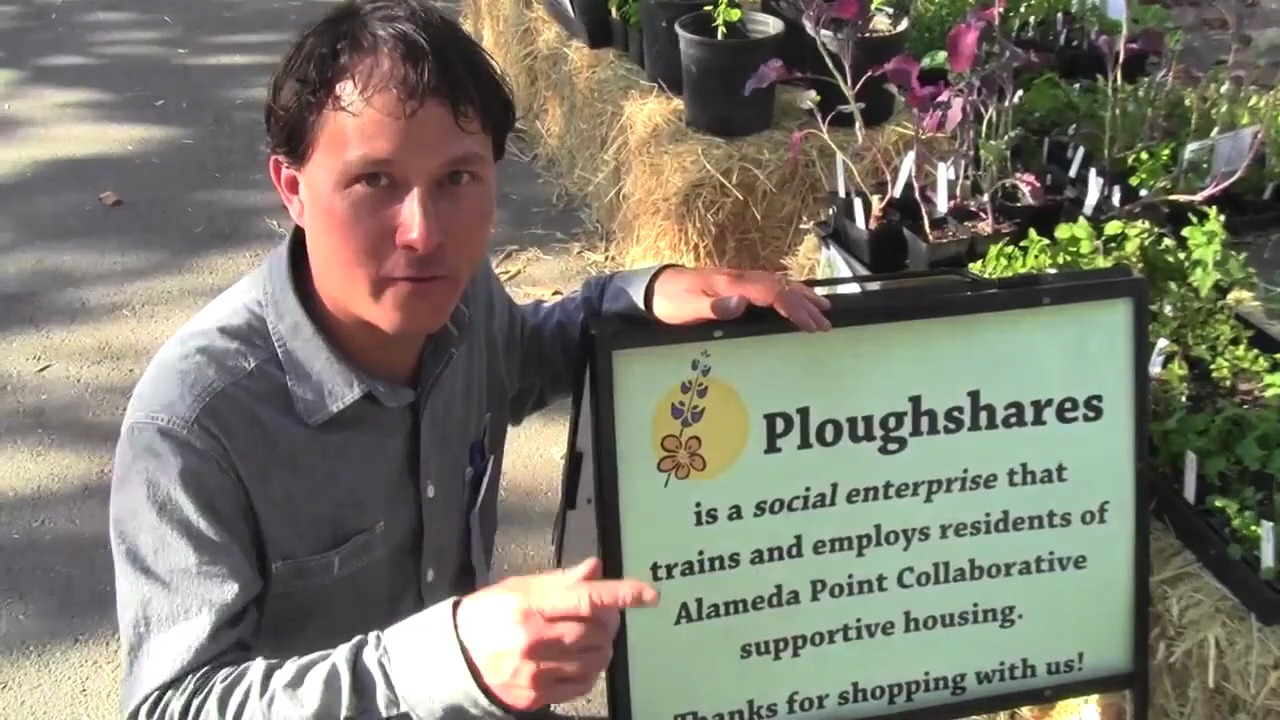 Ploughshares
is a social enterprise that
trains and employs residents of
Alameda Point Collaborative
supportive housing.
Thanks for shopping with us!